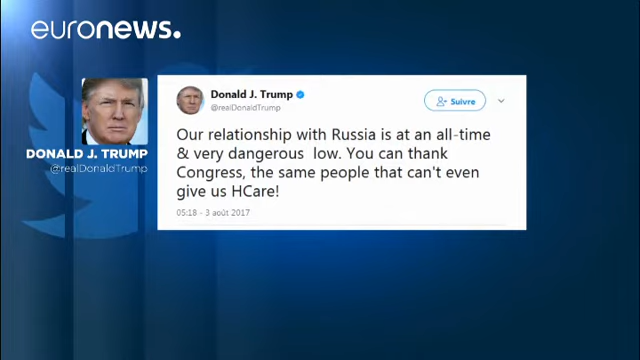 euronews.
DONALD J. TRUMP
@realDonaldTrump
Donald J. Trump
@realDonaldTrump
Suivre
Our relationship with Russia is at an all-time
& very dangerous low. You can thank
Congress, the same people that can't even
give us HCare!
05:18 - 3 août 2017